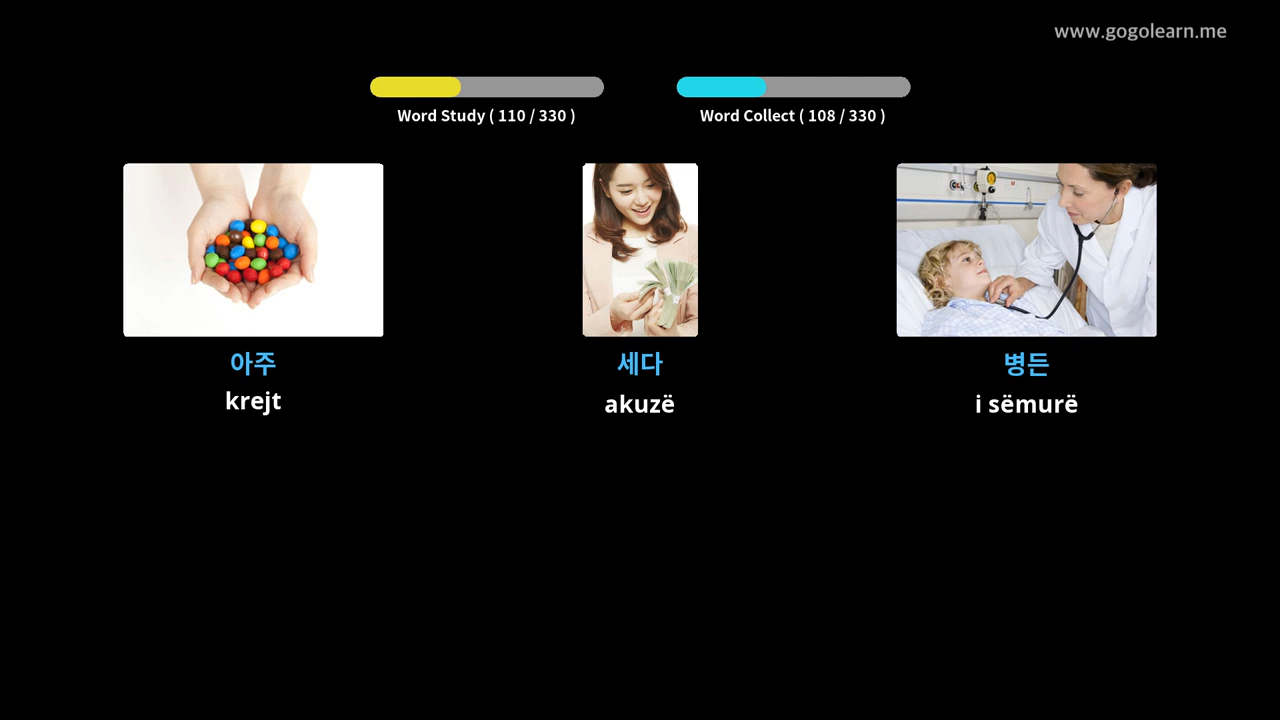 www.gogolearn.me
Word Study ( 110 / 330 )
Word Collect ( 108 / 330 )
아주
krejt
세다
akuzë
병든
i sëmurë